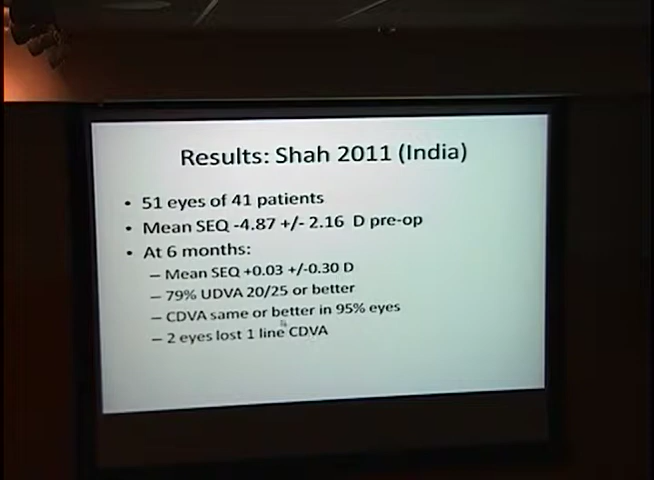 Results: Shah 2011 (India)
• 51 eyes of 41 patients
• Mean SEQ -4.87 +/- 2.16 D pre-op
• At 6 months:
– Mean SEQ +0.03 +/-0.30 D
– 79% UDVA 20/25 or better
– CDVA same or better in 95% eyes
– 2 eyes lost 1 line CDVA